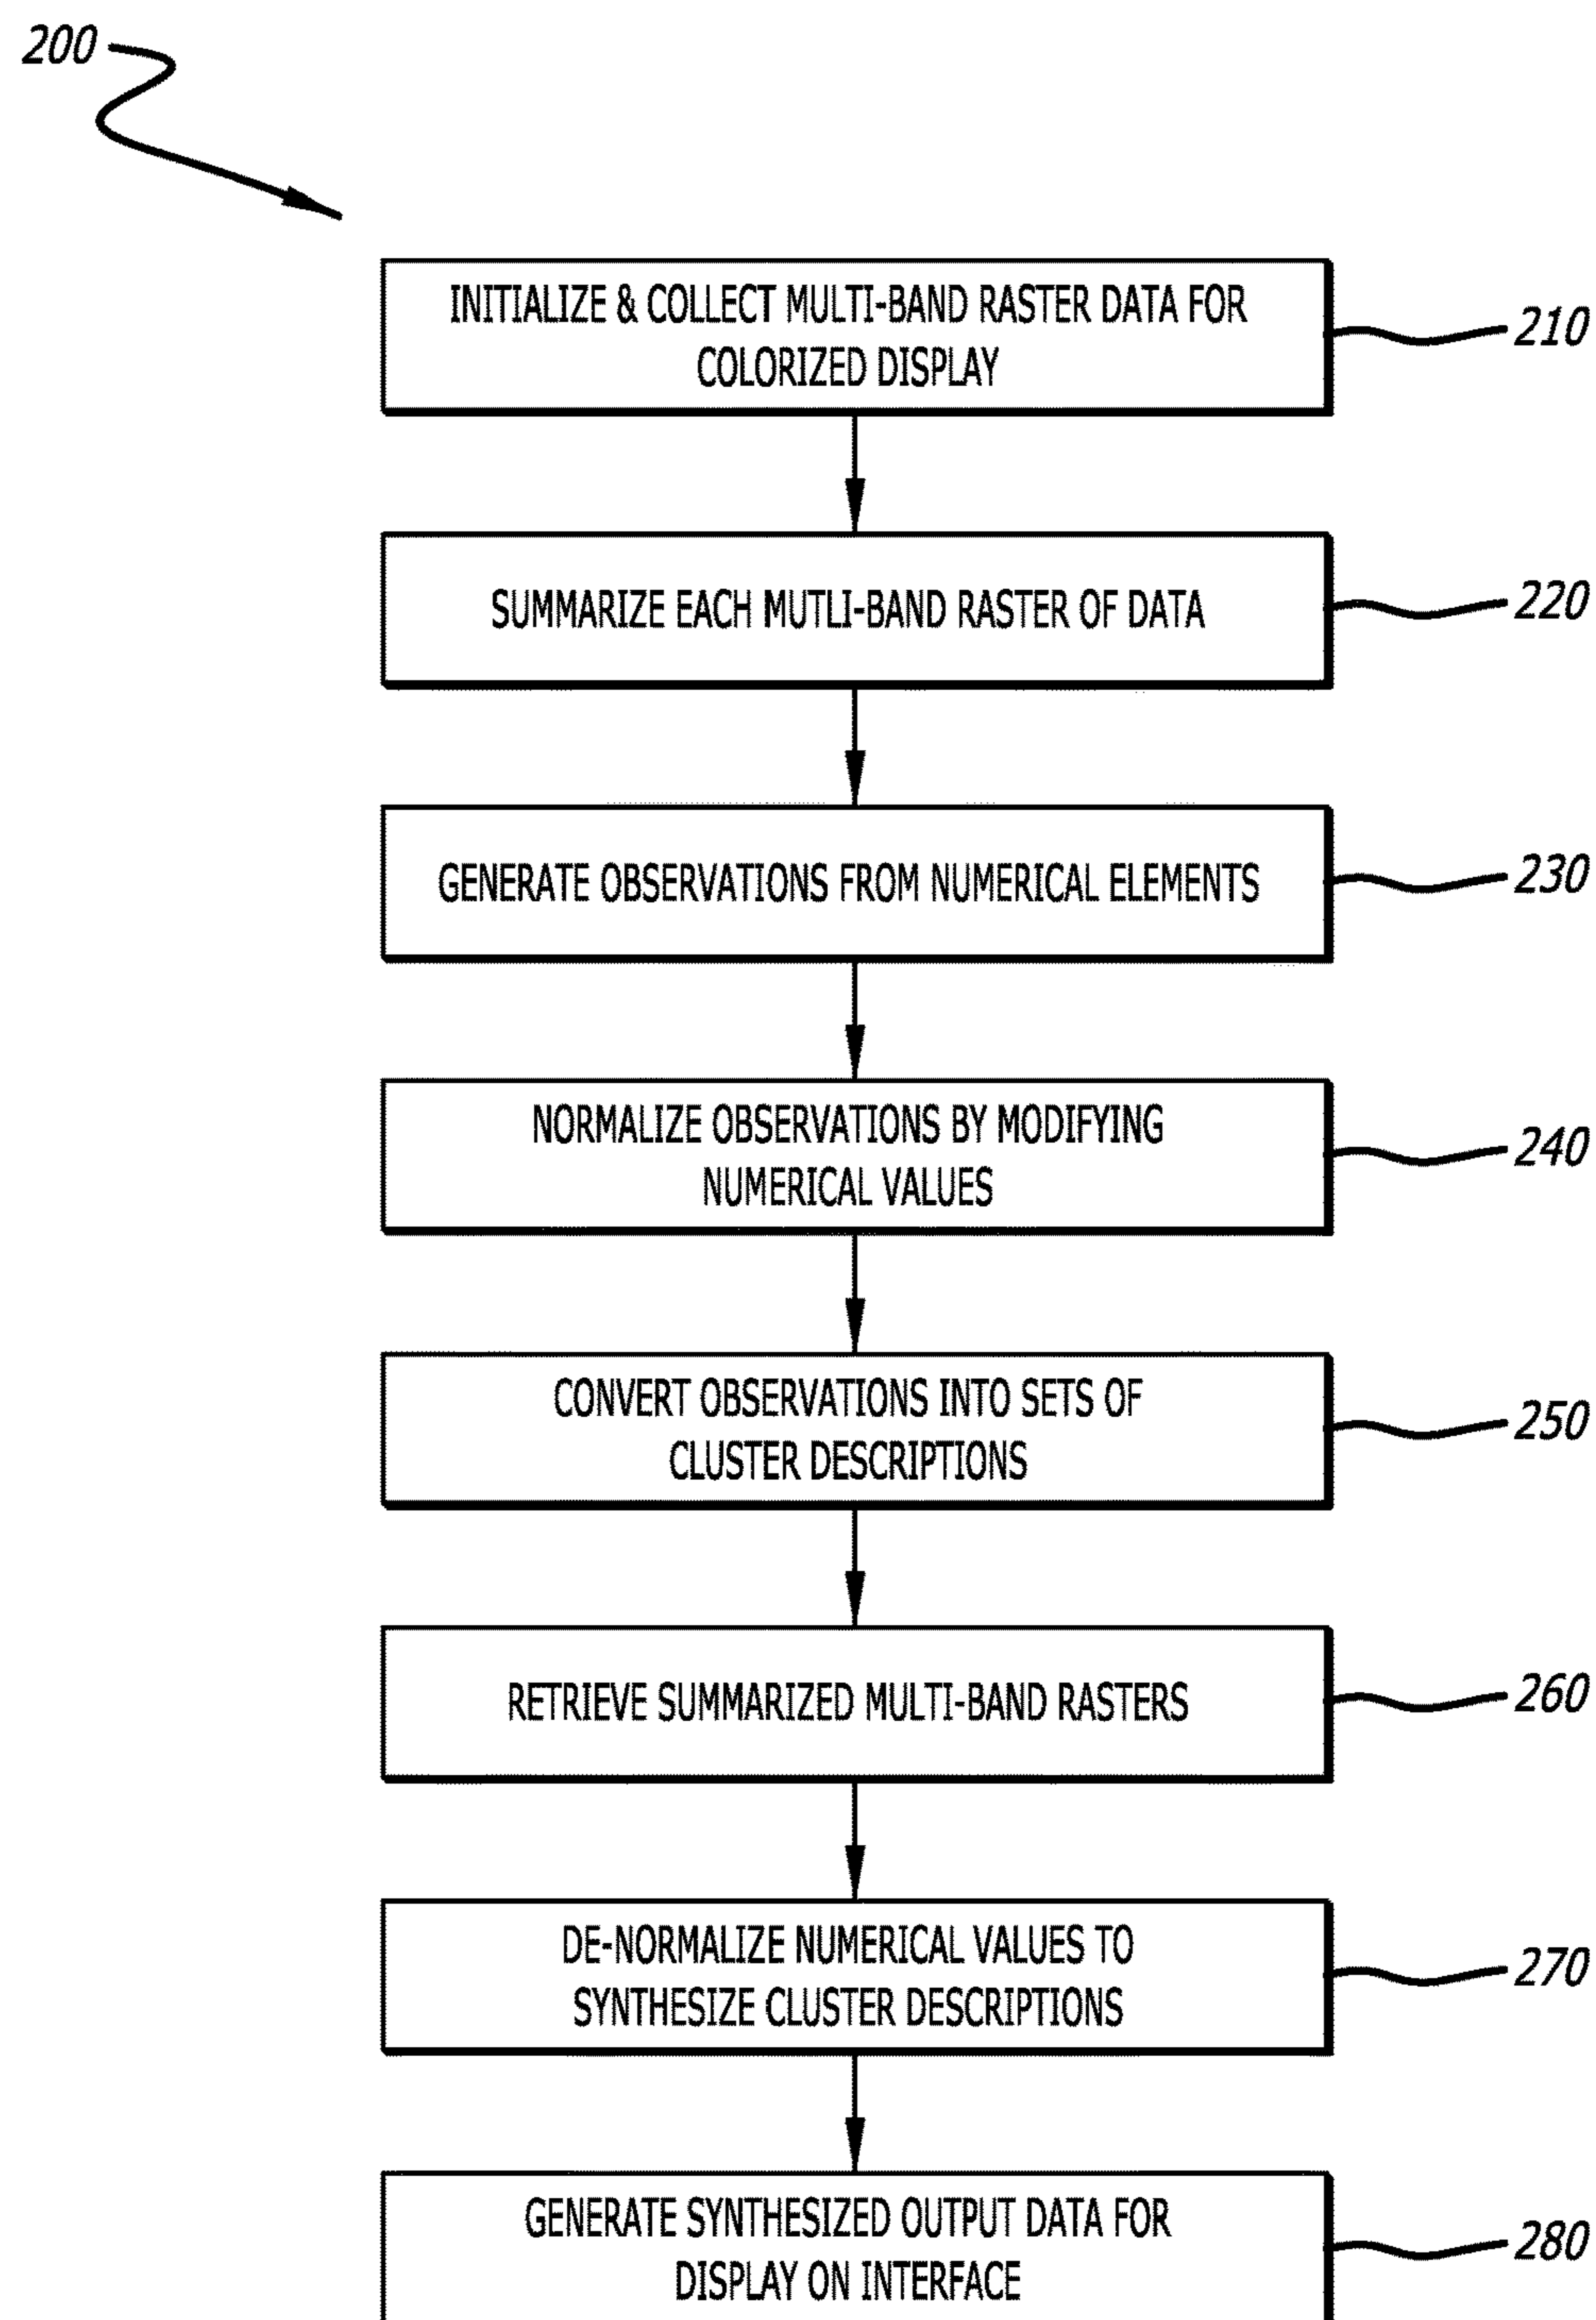 200
INITIALIZE & COLLECT MULTI-BAND RASTER DATA FOR
COLORIZED DISPLAY
210
SUMMARIZE EACH MUTLI-BAND RASTER OF DATA
220
GENERATE OBSERVATIONS FROM NUMERICAL ELEMENTS
230
NORMALIZE OBSERVATIONS BY MODIFYING
NUMERICAL VALUES
240
CONVERT OBSERVATIONS INTO SETS OF
CLUSTER DESCRIPTIONS
250
RETRIEVE SUMMARIZED MULTI-BAND RASTERS
260
DE-NORMALIZE NUMERICAL VALUES TO
SYNTHESIZE CLUSTER DESCRIPTIONS
270
GENERATE SYNTHESIZED OUTPUT DATA FOR
DISPLAY ON INTERFACE
280